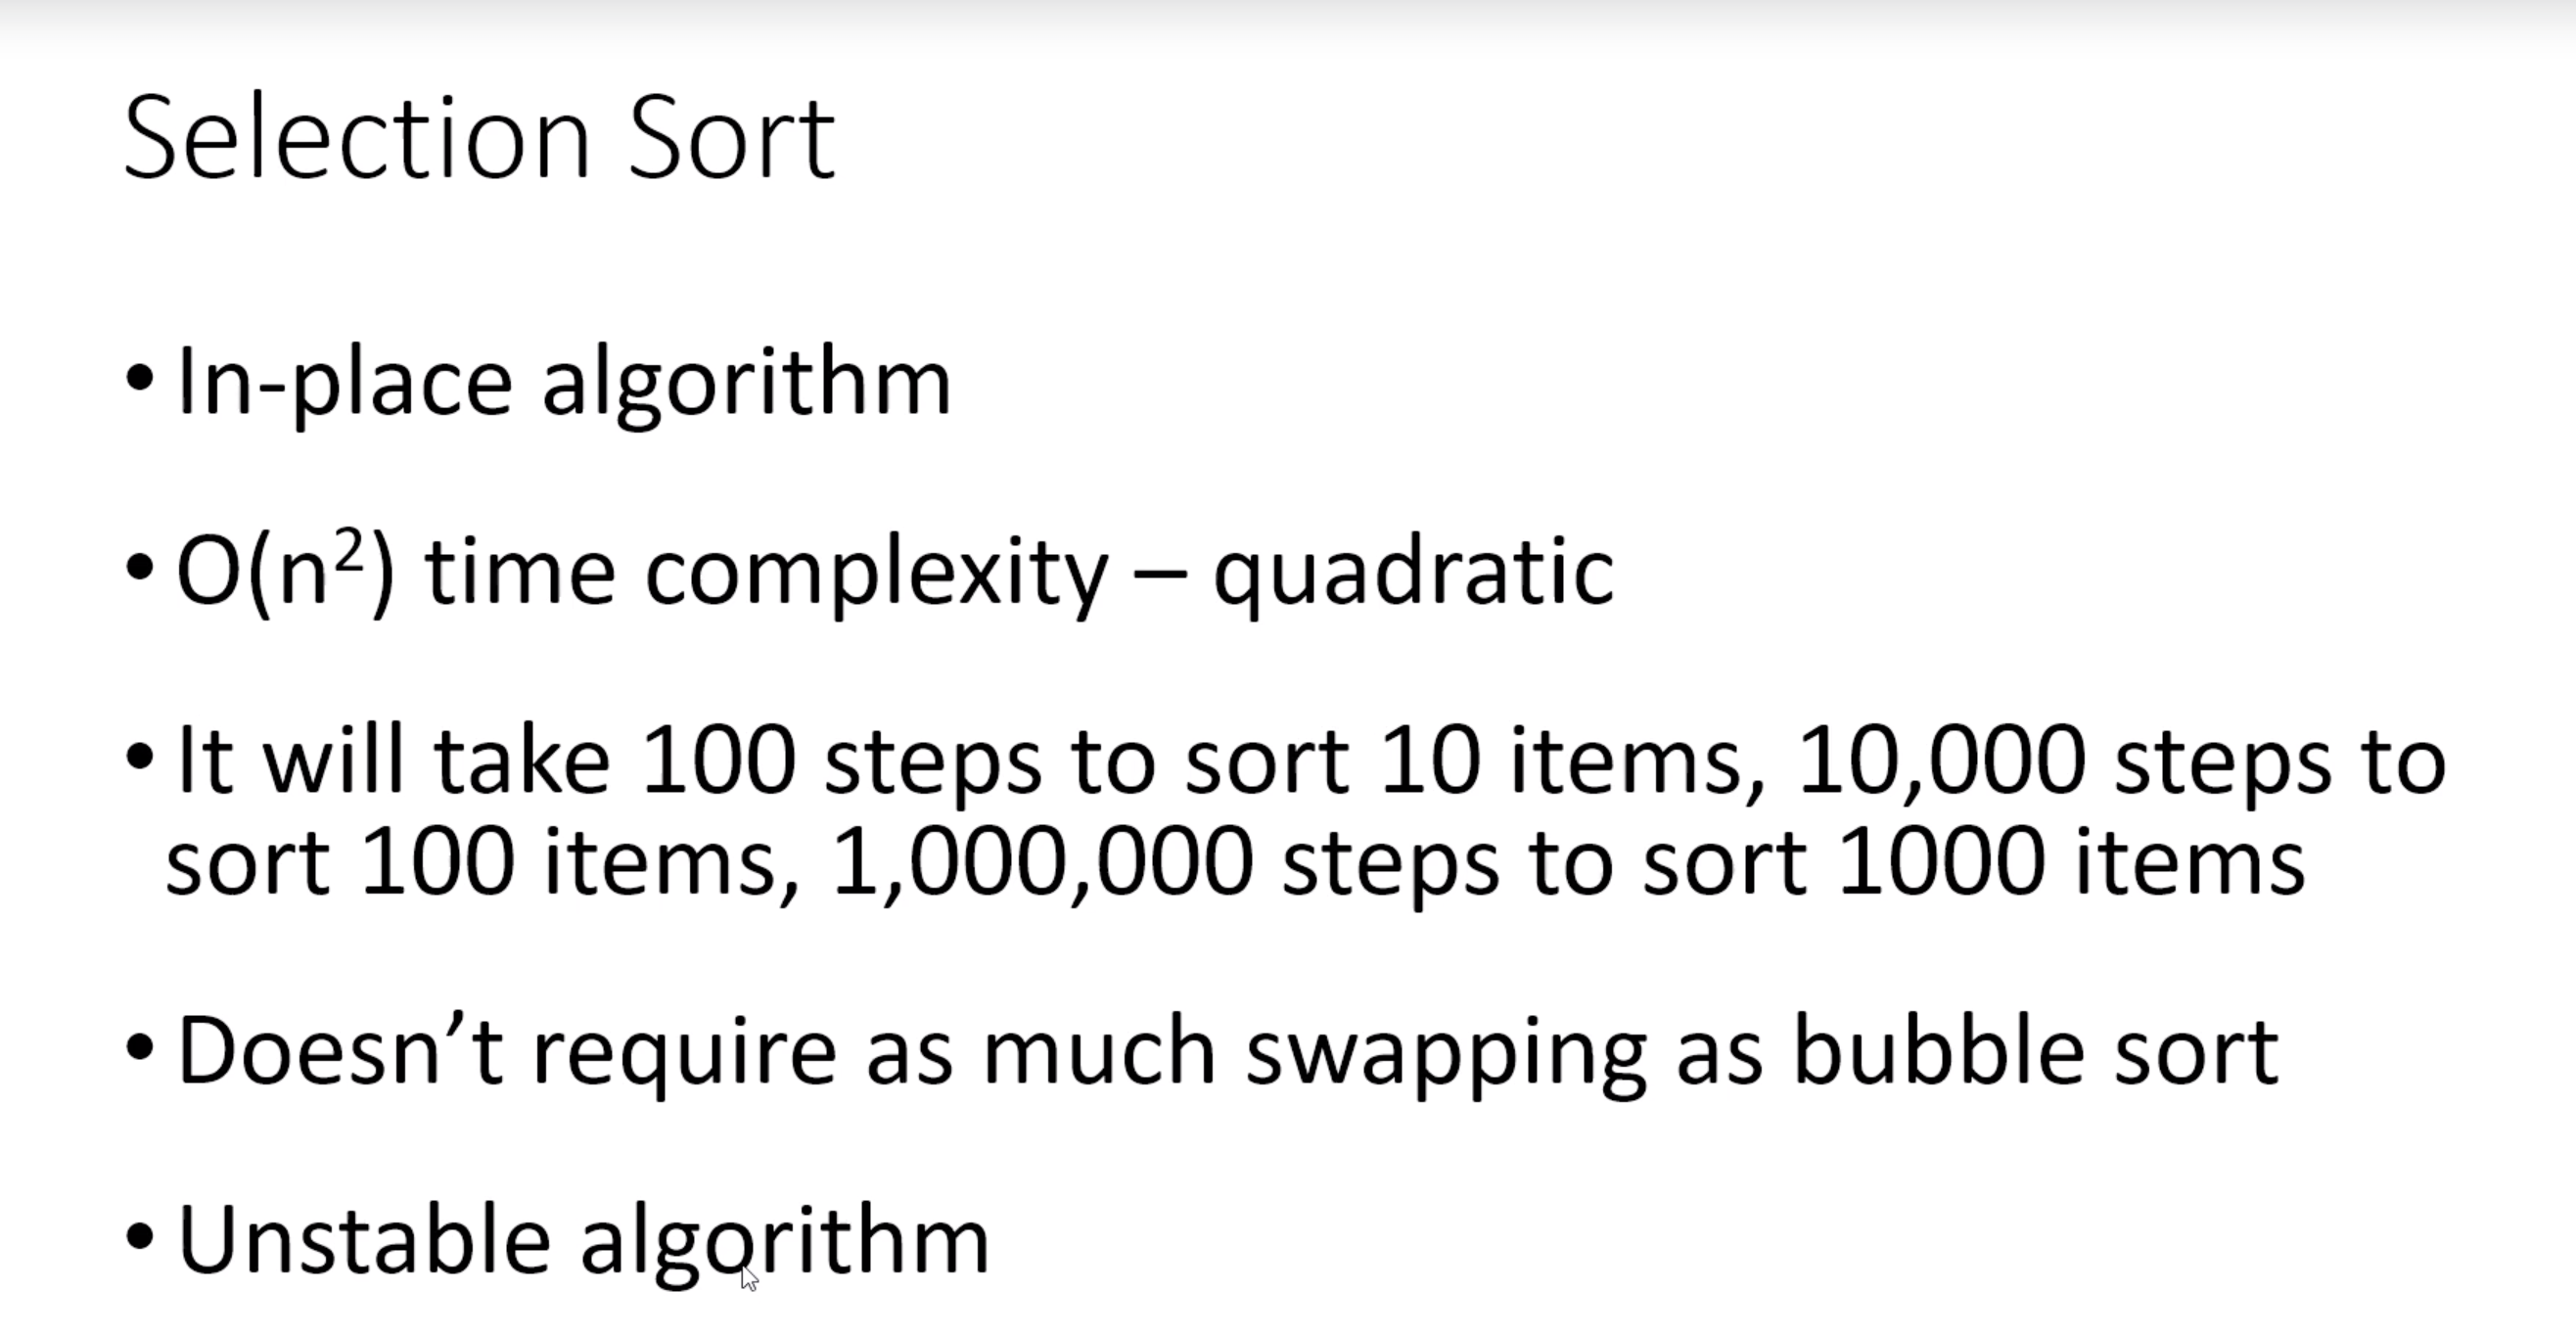 Selection Sort
• In-place algorithm
• O(n²) time complexity – quadratic
• It will take 100 steps to sort 10 items, 10,000 steps to
sort 100 items, 1,000,000 steps to sort 1000 items
• Doesn’t require as much swapping as bubble sort
• Unstable algorithm